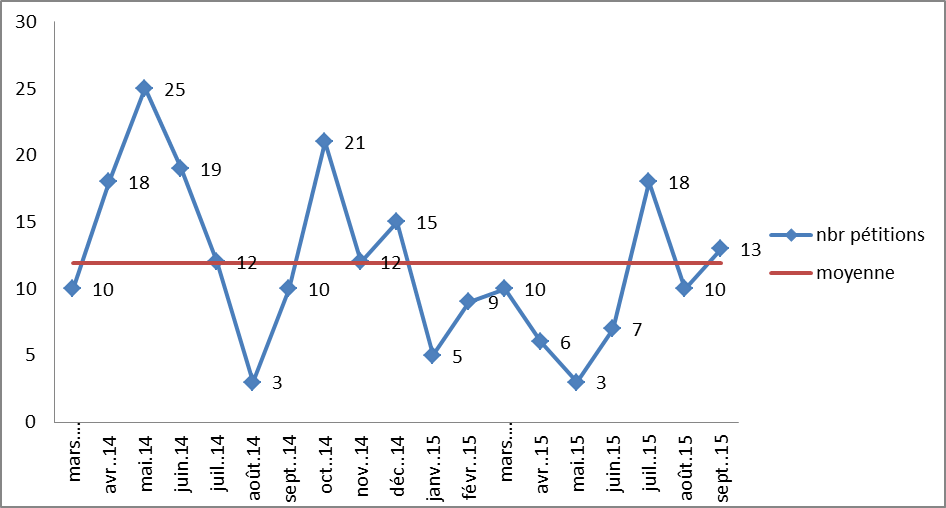 30
25
20
15
10
5
0
10
18
25
19
12
3
10
21
12
15
5
9
10
6
3
7
18
10
13
mars....
avr..14
mai.14
juin.14
juil..14
août.14
sept..14
oct..14
nov.14
déc..14
janv.15
févr..15
mars....
avr..15
mai.15
juin.15
juil..15
août.15
sept..15
nbr pétitions
moyenne